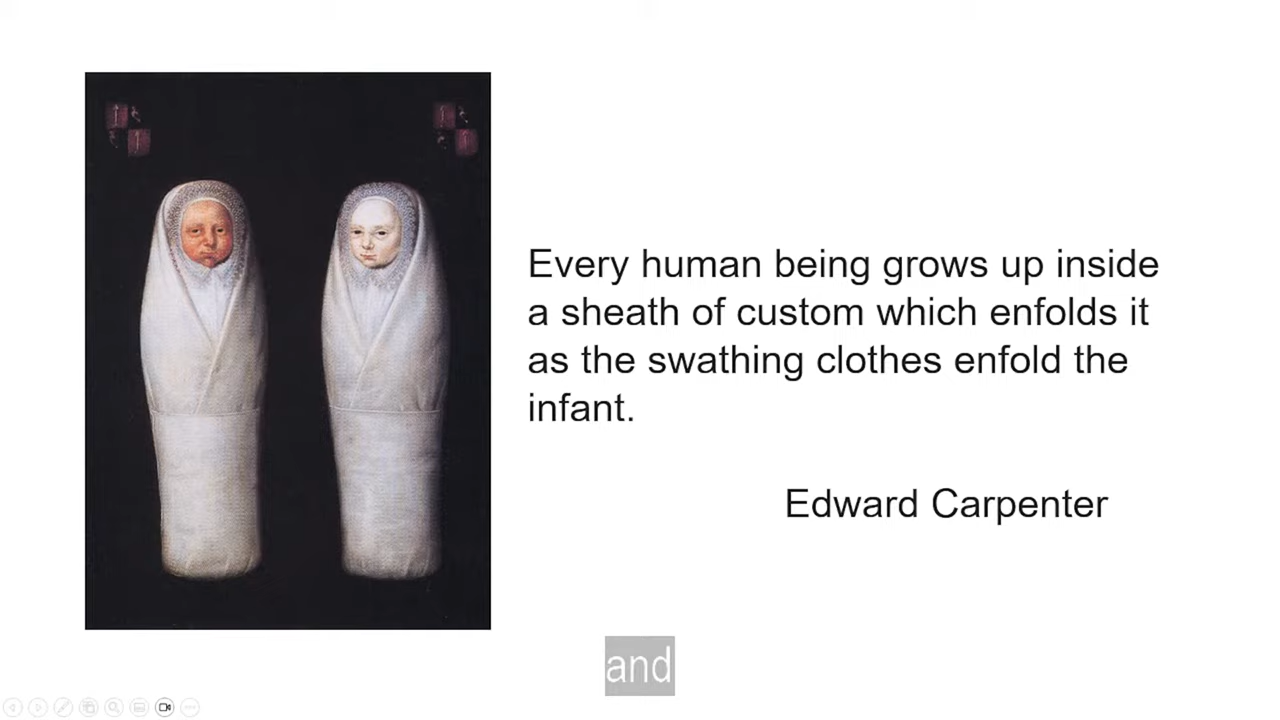 Every human being grows up inside
a sheath of custom which enfolds it
as the swathing clothes enfold the
infant.
Edward Carpenter
and